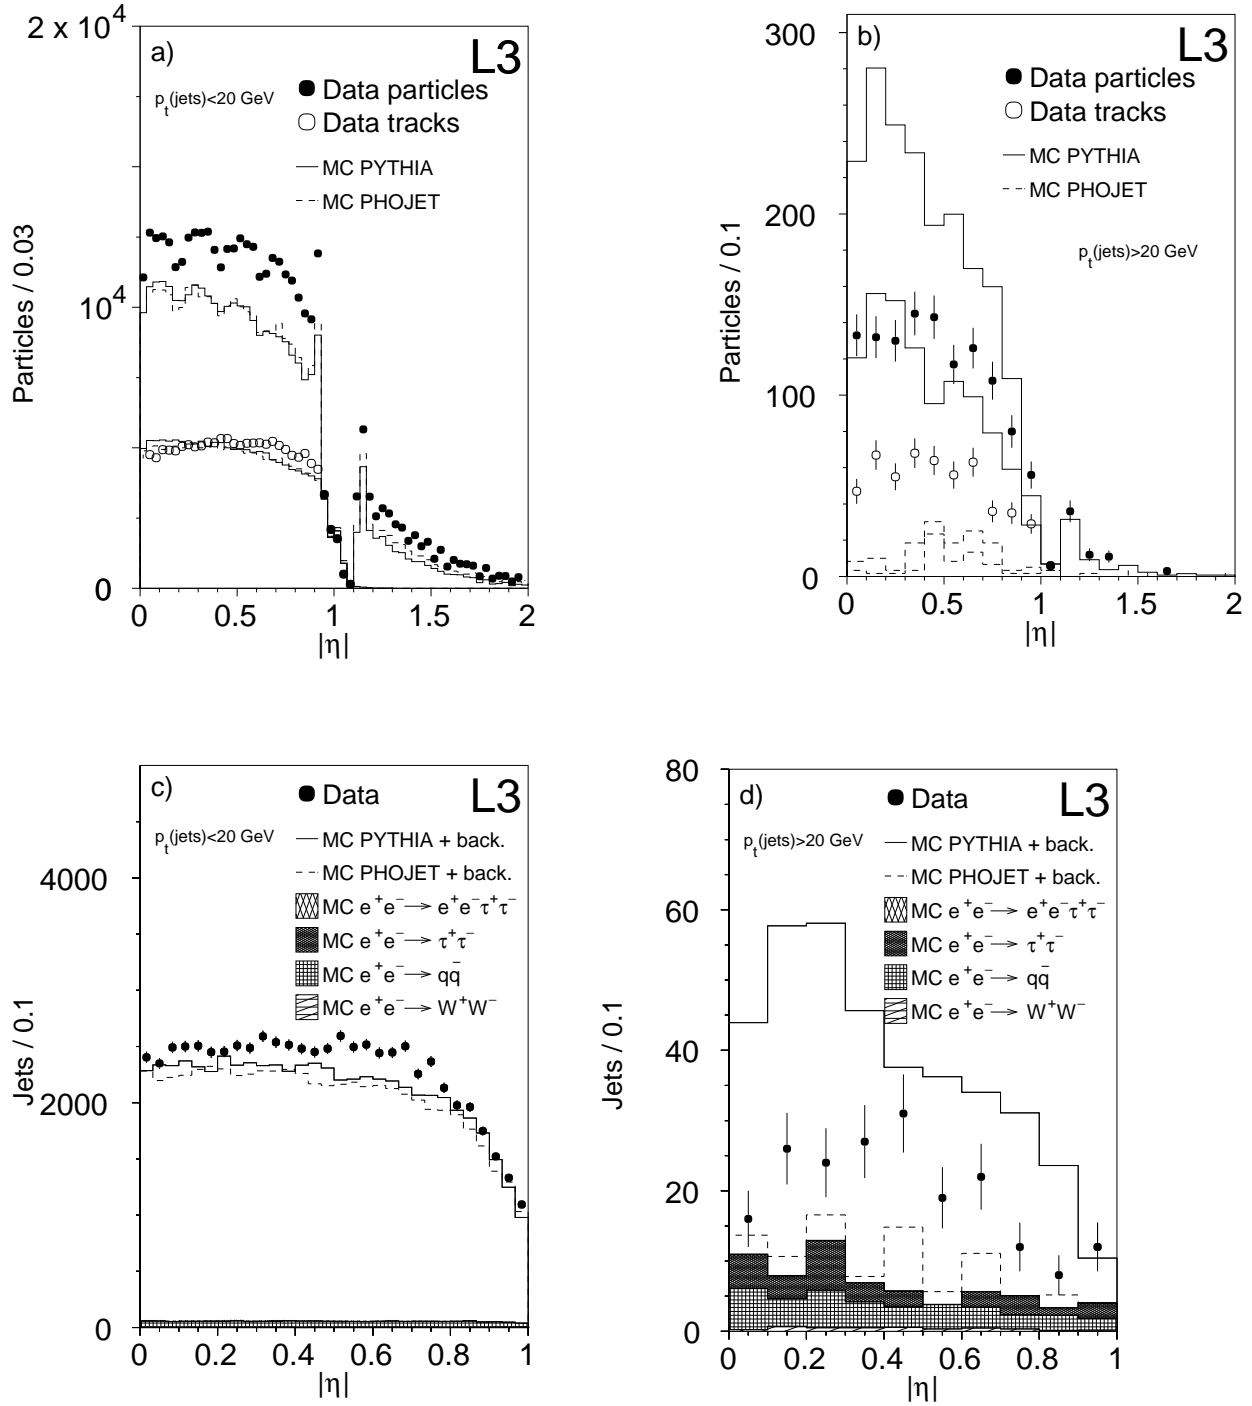 2 x 10⁴
a)
L3
p_t(jets)<20 GeV
Data particles
Data tracks
MC PYTHIA
MC PHOJET
Particles / 0.03
10⁴
0
0 0.5 1 1.5 2
|η|
300
b)
L3
Data particles
Data tracks
MC PYTHIA
MC PHOJET
p_t(jets)>20 GeV
Particles / 0.1
200
100
0
0 0.5 1 1.5 2
|η|
c)
L3
Data
p_t(jets)<20 GeV
MC PYTHIA + back.
MC PHOJET + back.
MC e⁺e⁻→ e⁺e⁻τ⁺τ⁻
MC e⁺e⁻→ τ⁺τ⁻
MC e⁺e⁻→ qq̄
MC e⁺e⁻→ W⁺W⁻
Jets / 0.1
4000
2000
0
0 0.2 0.4 0.6 0.8 1
|η|
80
d)
L3
Data
p_t(jets)>20 GeV
MC PYTHIA + back.
MC PHOJET + back.
MC e⁺e⁻→ e⁺e⁻τ⁺τ⁻
MC e⁺e⁻→ τ⁺τ⁻
MC e⁺e⁻→ qq̄
MC e⁺e⁻→ W⁺W⁻
Jets / 0.1
60
40
20
0
0 0.2 0.4 0.6 0.8 1
|η|